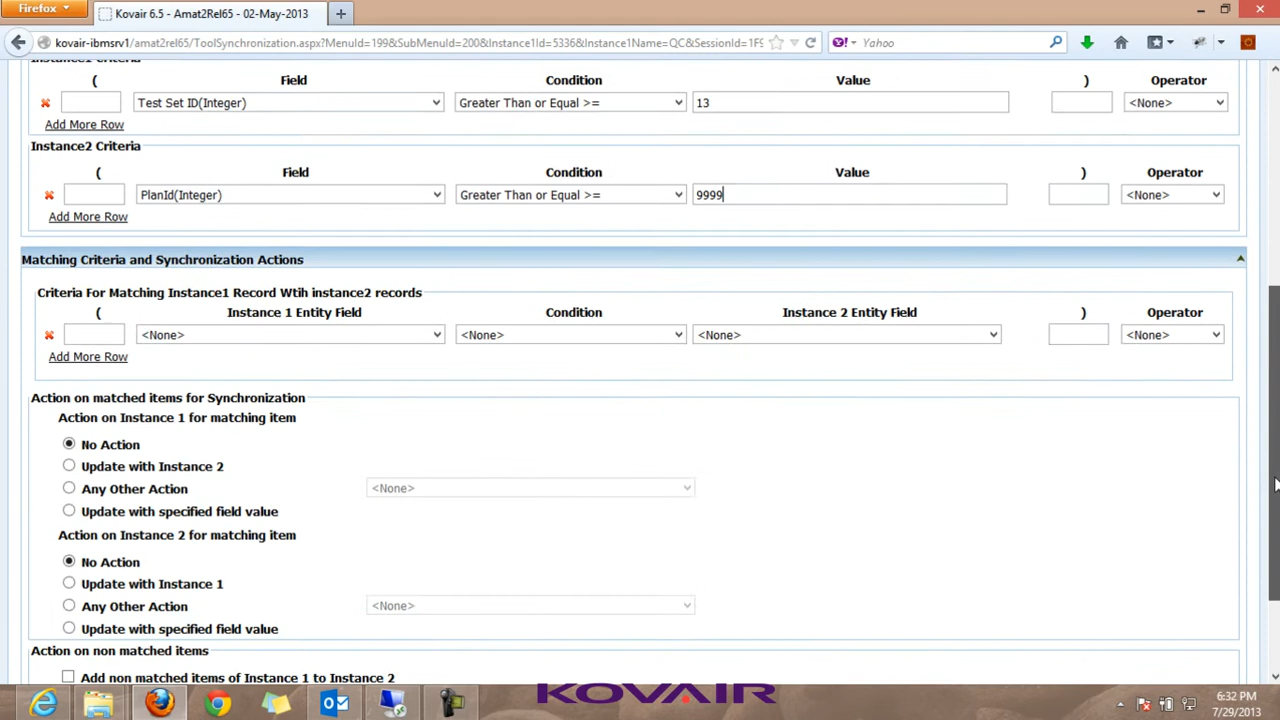 Firefox
Kovair 6.5 - Amat2Rel65 - 02-May-2013
kovair-ibmsrv1/amat2rel65/ToolSynchronization.aspx?MenuId=199&SubMenuId=200&Instance1Id=5336&Instance1Name=QC&SessionId=1F9
Yahoo
Instance1 Criteria
( Field Condition Value ) Operator
Test Set ID(Integer) Greater Than or Equal >= 13 <None>
Add More Row
Instance2 Criteria
( Field Condition Value ) Operator
PlanId(Integer) Greater Than or Equal >= 9999 <None>
Add More Row
Matching Criteria and Synchronization Actions
Criteria For Matching Instance1 Record Wtih instance2 records
( Instance 1 Entity Field Condition Instance 2 Entity Field ) Operator
<None> <None> <None> <None>
Add More Row
Action on matched items for Synchronization
Action on Instance 1 for matching item
No Action
Update with Instance 2
Any Other Action <None>
Update with specified field value
Action on Instance 2 for matching item
No Action
Update with Instance 1
Any Other Action <None>
Update with specified field value
Action on non matched items
Add non matched items of Instance 1 to Instance 2
KOVAIR
6:32 PM
7/29/2013